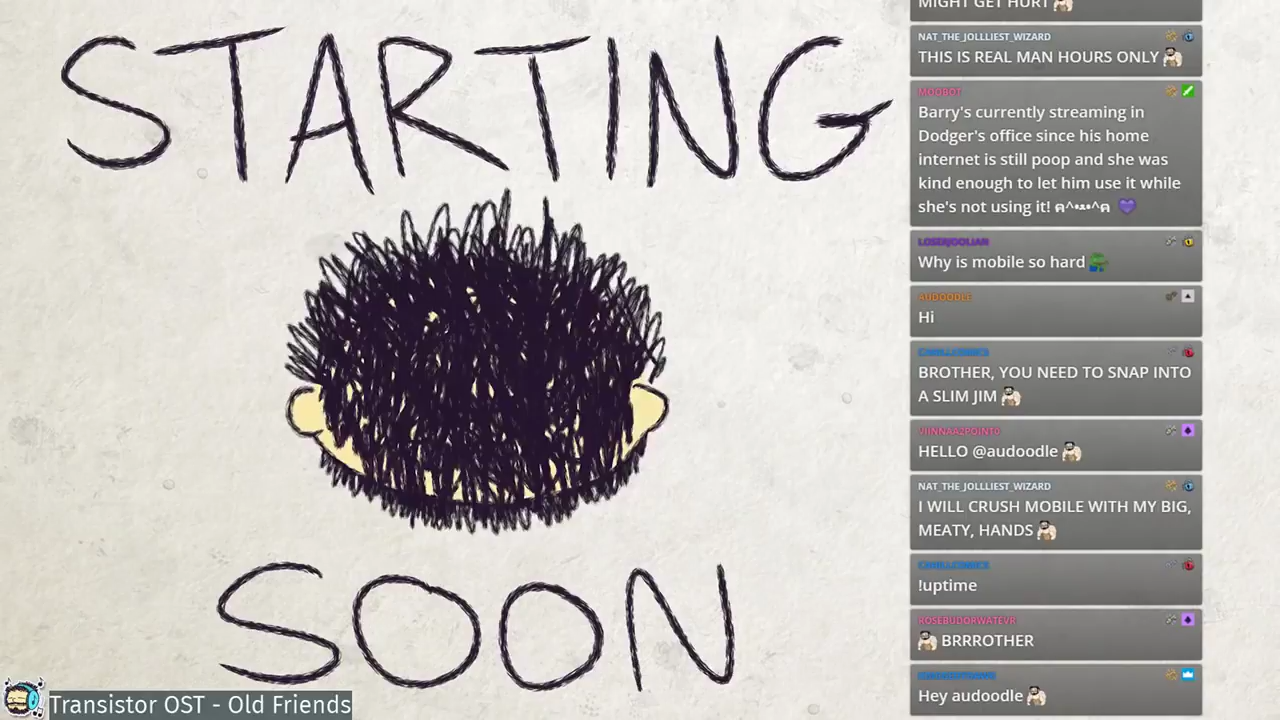 STARTING
SOON
Transistor OST - Old Friends
MIGHT GET HURT
NAT_THE_JOLLLIEST_WIZARD
THIS IS REAL MAN HOURS ONLY
MOOBOT
Barry's currently streaming in
Dodger's office since his home
internet is still poop and she was
kind enough to let him use it while
she's not using it! ฅ^•ﻌ•^ฅ 💜
LOSERJOOLIAN
Why is mobile so hard
AUDOODLE
Hi
BROTHER, YOU NEED TO SNAP INTO
A SLIM JIM
VIINNAA2POINT0
HELLO @audoodle
NAT_THE_JOLLLIEST_WIZARD
I WILL CRUSH MOBILE WITH MY BIG,
MEATY, HANDS
!uptime
ROSEBUDORWATEVR
BRRROTHER
Hey audoodle